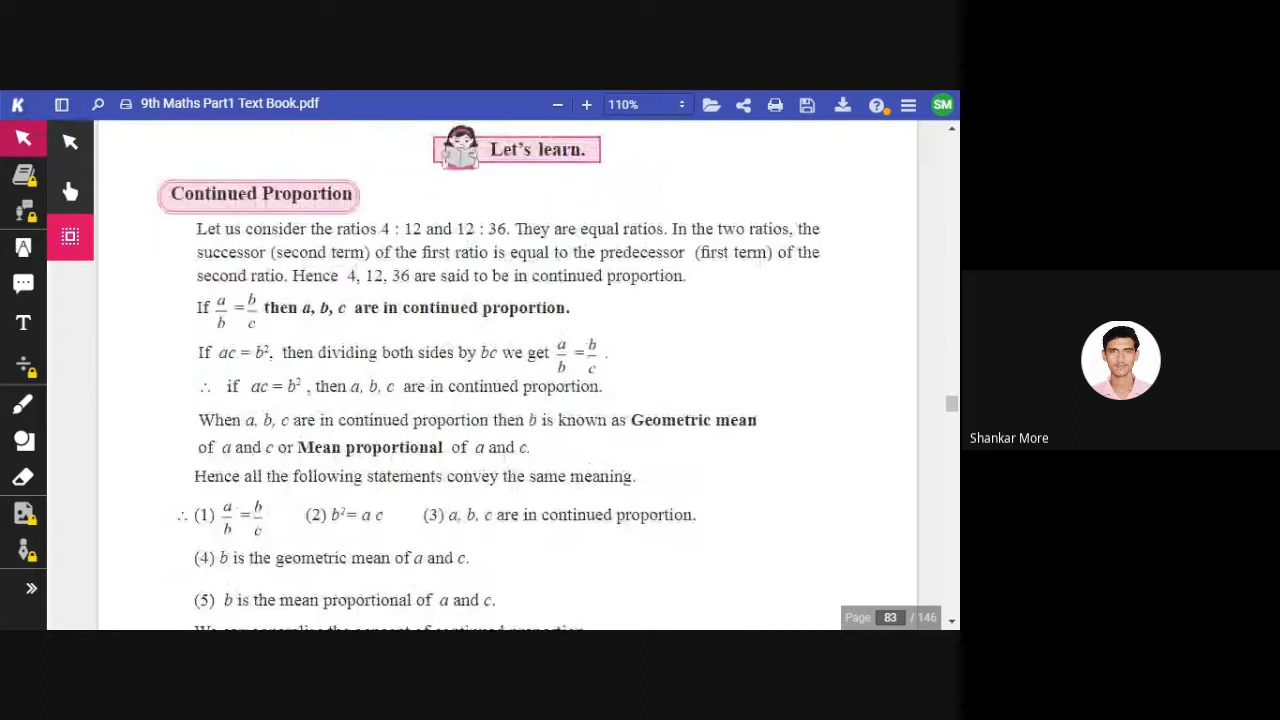 K
9th Maths Part1 Text Book.pdf
110%
SM
Let's learn.
Continued Proportion
Let us consider the ratios 4 : 12 and 12 : 36. They are equal ratios. In the two ratios, the
successor (second term) of the first ratio is equal to the predecessor (first term) of the
second ratio. Hence 4, 12, 36 are said to be in continued proportion.
If a/b = b/c then a, b, c are in continued proportion.
If ac = b², then dividing both sides by bc we get a/b = b/c .
∴ if ac = b² , then a, b, c are in continued proportion.
When a, b, c are in continued proportion then b is known as Geometric mean
of a and c or Mean proportional of a and c.
Hence all the following statements convey the same meaning.
∴ (1) a/b = b/c (2) b² = a c (3) a, b, c are in continued proportion.
(4) b is the geometric mean of a and c.
(5) b is the mean proportional of a and c.
Page 83 / 146
Shankar More